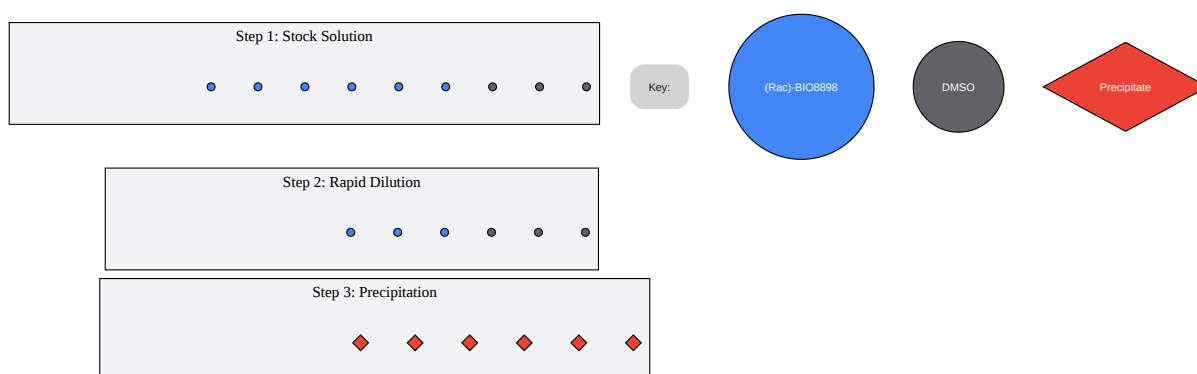 Step 1: Stock Solution
Key:
(Rac)-BIO8898
DMSO
Precipitate
Step 2: Rapid Dilution
Step 3: Precipitation